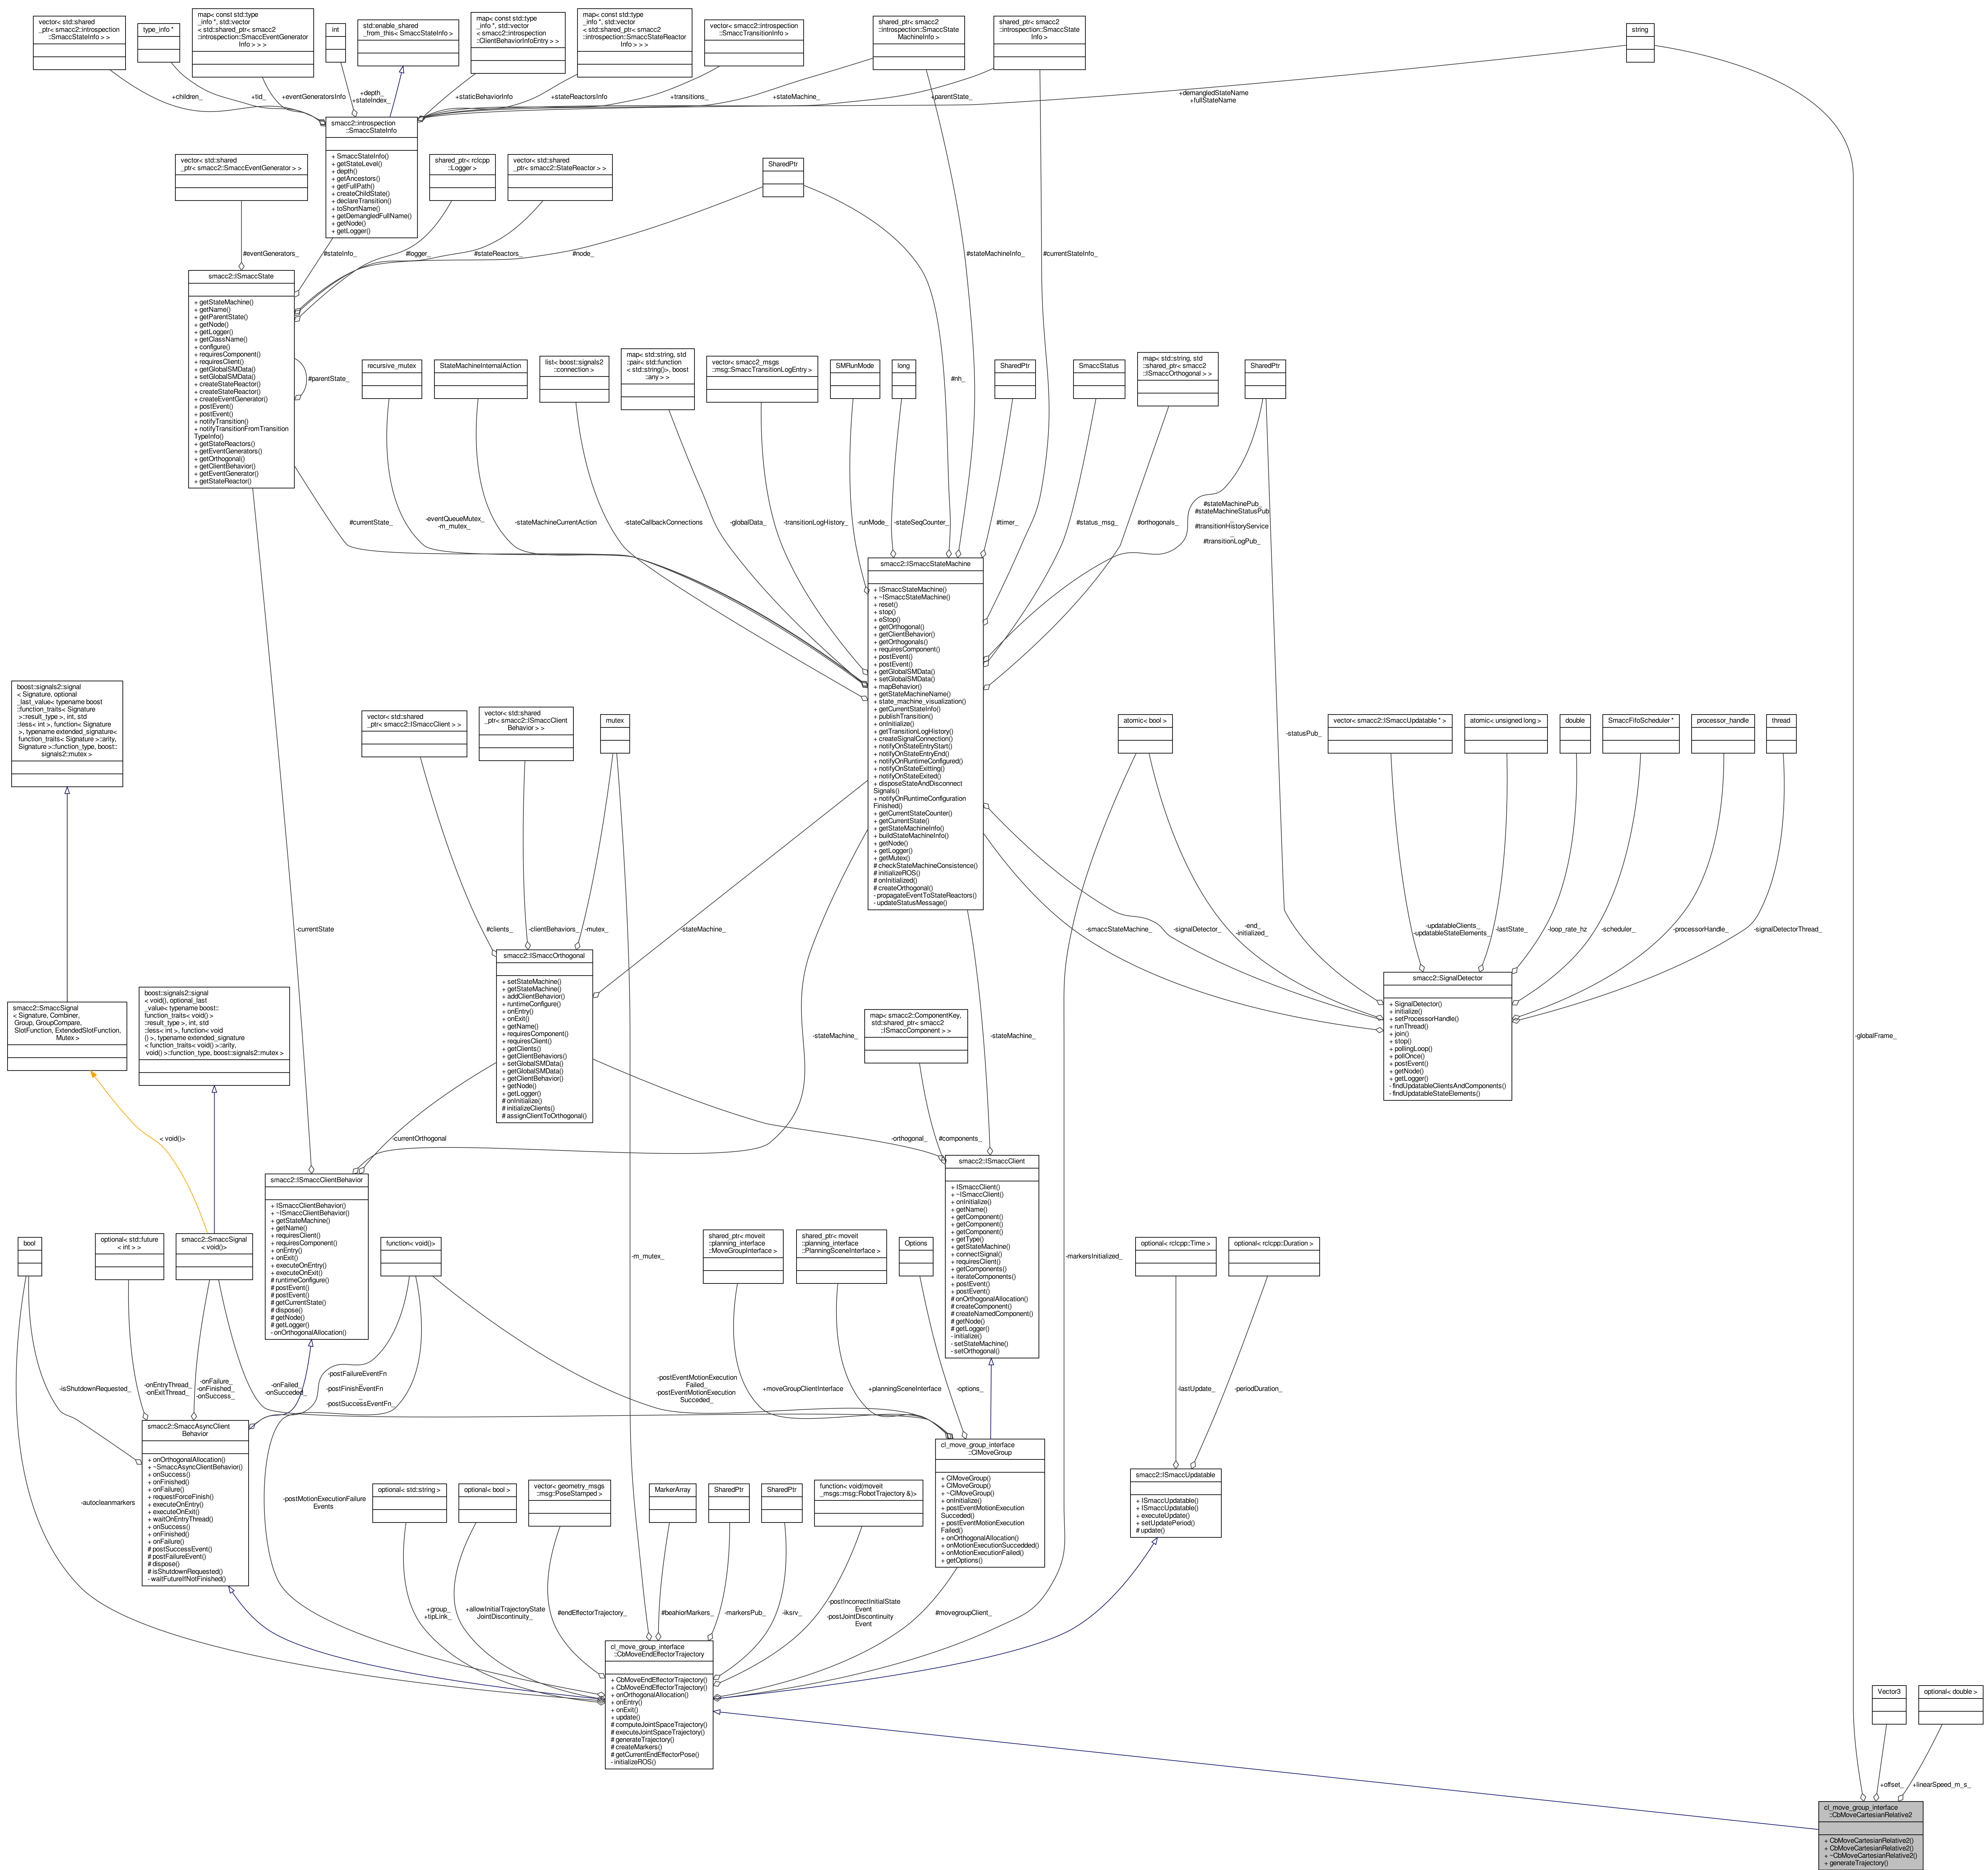 vector< std::shared
_ptr< smacc2::introspection
::SmaccStateInfo > >
type_info *
map< const std::type
_info *, std::vector
< std::shared_ptr< smacc2
::introspection::SmaccEventGenerator
Info > > >
int
std::enable_shared
_from_this< SmaccStateInfo >
map< const std::type
_info *, std::vector
< smacc2::introspection
::ClientBehaviorInfoEntry > >
map< const std::type
_info *, std::vector
< std::shared_ptr< smacc2
::introspection::SmaccStateReactor
Info > > >
vector< smacc2::introspection
::SmaccTransitionInfo >
shared_ptr< smacc2
::introspection::SmaccState
MachineInfo >
shared_ptr< smacc2
::introspection::SmaccState
Info >
string
+children_
+tid_
+eventGeneratorsInfo
+depth_
+stateIndex_
+staticBehaviorInfo
+stateReactorsInfo
+transitions_
+stateMachine_
+parentState_
+demangledStateName
+fullStateName
smacc2::introspection
::SmaccStateInfo
+ SmaccStateInfo()
+ getStateLevel()
+ depth()
+ getAncestors()
+ getFullPath()
+ createChildState()
+ declareTransition()
+ toShortName()
+ getDemangledFullName()
+ getNode()
+ getLogger()
vector< std::shared
_ptr< smacc2::SmaccEventGenerator > >
shared_ptr< rclcpp
::Logger >
vector< std::shared
_ptr< smacc2::StateReactor > >
SharedPtr
#eventGenerators_
#stateInfo_
#logger_
#stateReactors_
#node_
#stateMachineInfo_
#currentStateInfo_
smacc2::ISmaccState
+ getStateMachine()
+ getName()
+ getParentState()
+ getNode()
+ getLogger()
+ getClassName()
+ configure()
+ requiresComponent()
+ requiresClient()
+ getGlobalSMData()
+ setGlobalSMData()
+ createStateReactor()
+ createStateReactor()
+ createEventGenerator()
+ postEvent()
+ postEvent()
+ notifyTransition()
+ notifyTransitionFromTransition
TypeInfo()
+ getStateReactors()
+ getEventGenerators()
+ getOrthogonal()
+ getClientBehavior()
+ getEventGenerator()
+ getStateReactor()
#parentState_
recursive_mutex
StateMachineInternalAction
list< boost::signals2
::connection >
map< std::string, std
::pair< std::function
< std::string()>, boost
::any > >
vector< smacc2_msgs
::msg::SmaccTransitionLogEntry >
SMRunMode
long
#nh_
SharedPtr
SmaccStatus
map< std::string, std
::shared_ptr< smacc2
::ISmaccOrthogonal > >
SharedPtr
#currentState_
-eventQueueMutex_
-m_mutex_
-stateMachineCurrentAction
-stateCallbackConnections
-globalData_
-transitionLogHistory_
-runMode_
-stateSeqCounter_
#timer_
#status_msg_
#orthogonals_
#stateMachinePub_
#stateMachineStatusPub
_
#transitionHistoryService
_
#transitionLogPub_
smacc2::ISmaccStateMachine
+ ISmaccStateMachine()
+ ~ISmaccStateMachine()
+ reset()
+ stop()
+ eStop()
+ getOrthogonal()
+ getClientBehavior()
+ getOrthogonals()
+ requiresComponent()
+ postEvent()
+ postEvent()
+ getGlobalSMData()
+ setGlobalSMData()
+ mapBehavior()
+ getStateMachineName()
+ state_machine_visualization()
+ getCurrentStateInfo()
+ publishTransition()
+ onInitialize()
+ getTransitionLogHistory()
+ createSignalConnection()
+ notifyOnStateEntryStart()
+ notifyOnStateEntryEnd()
+ notifyOnRuntimeConfigured()
+ notifyOnStateExitting()
+ notifyOnStateExited()
+ disposeStateAndDisconnect
Signals()
+ notifyOnRuntimeConfiguration
Finished()
+ getCurrentStateCounter()
+ getCurrentState()
+ getStateMachineInfo()
+ buildStateMachineInfo()
+ getNode()
+ getLogger()
+ getMutex()
# checkStateMachineConsistence()
# initializeROS()
# onInitialized()
# createOrthogonal()
- propagateEventToStateReactors()
- updateStatusMessage()
boost::signals2::signal
< Signature, optional
_last_value< typename boost
::function_traits< Signature
>::result_type >, int, std
::less< int >, function< Signature
>, typename extended_signature<
function_traits< Signature >::arity,
Signature >::function_type, boost::
signals2::mutex >
vector< std::shared
_ptr< smacc2::ISmaccClient > >
vector< std::shared
_ptr< smacc2::ISmaccClient
Behavior > >
mutex
atomic< bool >
-statusPub_
vector< smacc2::ISmaccUpdatable * >
atomic< unsigned long >
double
SmaccFifoScheduler *
processor_handle
thread
-currentState
#clients_
-clientBehaviors_
-mutex_
-stateMachine_
-smaccStateMachine_
-signalDetector_
-end_
-initialized_
-updatableClients_
-updatableStateElements_
-lastState_
-loop_rate_hz
-scheduler_
-processorHandle_
-signalDetectorThread_
smacc2::ISmaccOrthogonal
+ setStateMachine()
+ getStateMachine()
+ addClientBehavior()
+ runtimeConfigure()
+ onEntry()
+ onExit()
+ getName()
+ requiresComponent()
+ requiresClient()
+ getClients()
+ getClientBehaviors()
+ setGlobalSMData()
+ getGlobalSMData()
+ getClientBehavior()
+ getNode()
+ getLogger()
# onInitialize()
# initializeClients()
# assignClientToOrthogonal()
smacc2::SignalDetector
+ SignalDetector()
+ initialize()
+ setProcessorHandle()
+ runThread()
+ join()
+ stop()
+ pollingLoop()
+ pollOnce()
+ postEvent()
+ getNode()
+ getLogger()
- findUpdatableClientsAndComponents()
- findUpdatableStateElements()
smacc2::SmaccSignal
< Signature, Combiner,
Group, GroupCompare,
SlotFunction, ExtendedSlotFunction,
Mutex >
boost::signals2::signal
< void(), optional_last
_value< typename boost::
function_traits< void() >
::result_type >, int, std
::less< int >, function< void
() >, typename extended_signature
< function_traits< void() >::arity,
void() >::function_type, boost::signals2::mutex >
map< smacc2::ComponentKey,
std::shared_ptr< smacc2
::ISmaccComponent > >
-stateMachine_
-stateMachine_
-globalFrame_
< void()>
-currentOrthogonal
-orthogonal_
#components_
smacc2::ISmaccClientBehavior
+ ISmaccClientBehavior()
+ ~ISmaccClientBehavior()
+ getStateMachine()
+ getName()
+ requiresClient()
+ requiresComponent()
+ onEntry()
+ onExit()
+ executeOnEntry()
+ executeOnExit()
# runtimeConfigure()
# postEvent()
# postEvent()
# getCurrentState()
# dispose()
# getNode()
# getLogger()
- onOrthogonalAllocation()
smacc2::ISmaccClient
+ ISmaccClient()
+ ~ISmaccClient()
+ onInitialize()
+ getName()
+ getComponent()
+ getComponent()
+ getComponent()
+ getType()
+ getStateMachine()
+ connectSignal()
+ requiresClient()
+ getComponents()
+ iterateComponents()
+ postEvent()
+ postEvent()
# onOrthogonalAllocation()
# createComponent()
# createNamedComponent()
# getNode()
# getLogger()
- initialize()
- setStateMachine()
- setOrthogonal()
bool
optional< std::future
< int > >
smacc2::SmaccSignal
< void()>
function< void()>
-m_mutex_
shared_ptr< moveit
::planning_interface
::MoveGroupInterface >
shared_ptr< moveit
::planning_interface
::PlanningSceneInterface >
Options
-markersInitialized_
optional< rclcpp::Time >
optional< rclcpp::Duration >
-isShutdownRequested_
-onEntryThread_
-onExitThread_
-onFailure_
-onFinished_
-onSuccess_
-onFailed_
-onSucceded_
-postFailureEventFn
_
-postFinishEventFn
_
-postSuccessEventFn_
-postEventMotionExecution
Failed_
-postEventMotionExecution
Succeded_
+moveGroupClientInterface
+planningSceneInterface
-options_
-lastUpdate_
-periodDuration_
smacc2::SmaccAsyncClient
Behavior
+ onOrthogonalAllocation()
+ ~SmaccAsyncClientBehavior()
+ onSuccess()
+ onFinished()
+ onFailure()
+ requestForceFinish()
+ executeOnEntry()
+ executeOnExit()
+ waitOnEntryThread()
+ onSuccess()
+ onFinished()
+ onFailure()
# postSuccessEvent()
# postFailureEvent()
# dispose()
# isShutdownRequested()
- waitFutureIfNotFinished()
cl_move_group_interface
::ClMoveGroup
+ ClMoveGroup()
+ ClMoveGroup()
+ ~ClMoveGroup()
+ onInitialize()
+ postEventMotionExecution
Succeded()
+ postEventMotionExecution
Failed()
+ onOrthogonalAllocation()
+ onMotionExecutionSuccedded()
+ onMotionExecutionFailed()
+ getOptions()
smacc2::ISmaccUpdatable
+ ISmaccUpdatable()
+ ISmaccUpdatable()
+ executeUpdate()
+ setUpdatePeriod()
# update()
-autocleanmarkers
-postMotionExecutionFailure
Events
optional< std::string >
optional< bool >
vector< geometry_msgs
::msg::PoseStamped >
MarkerArray
SharedPtr
SharedPtr
function< void(moveit
_msgs::msg::RobotTrajectory &)>
+group_
+tipLink_
+allowInitialTrajectoryState
JointDiscontinuity_
#endEffectorTrajectory_
#beahiorMarkers_
-markersPub_
-iksrv_
-postIncorrectInitialState
Event
-postJointDiscontinuity
Event
#movegroupClient_
cl_move_group_interface
::CbMoveEndEffectorTrajectory
+ CbMoveEndEffectorTrajectory()
+ CbMoveEndEffectorTrajectory()
+ onOrthogonalAllocation()
+ onEntry()
+ onExit()
+ update()
# computeJointSpaceTrajectory()
# executeJointSpaceTrajectory()
# generateTrajectory()
# createMarkers()
# getCurrentEndEffectorPose()
- initializeROS()
Vector3
optional< double >
+offset_
+linearSpeed_m_s_
cl_move_group_interface
::CbMoveCartesianRelative2
+ CbMoveCartesianRelative2()
+ CbMoveCartesianRelative2()
+ ~CbMoveCartesianRelative2()
+ generateTrajectory()